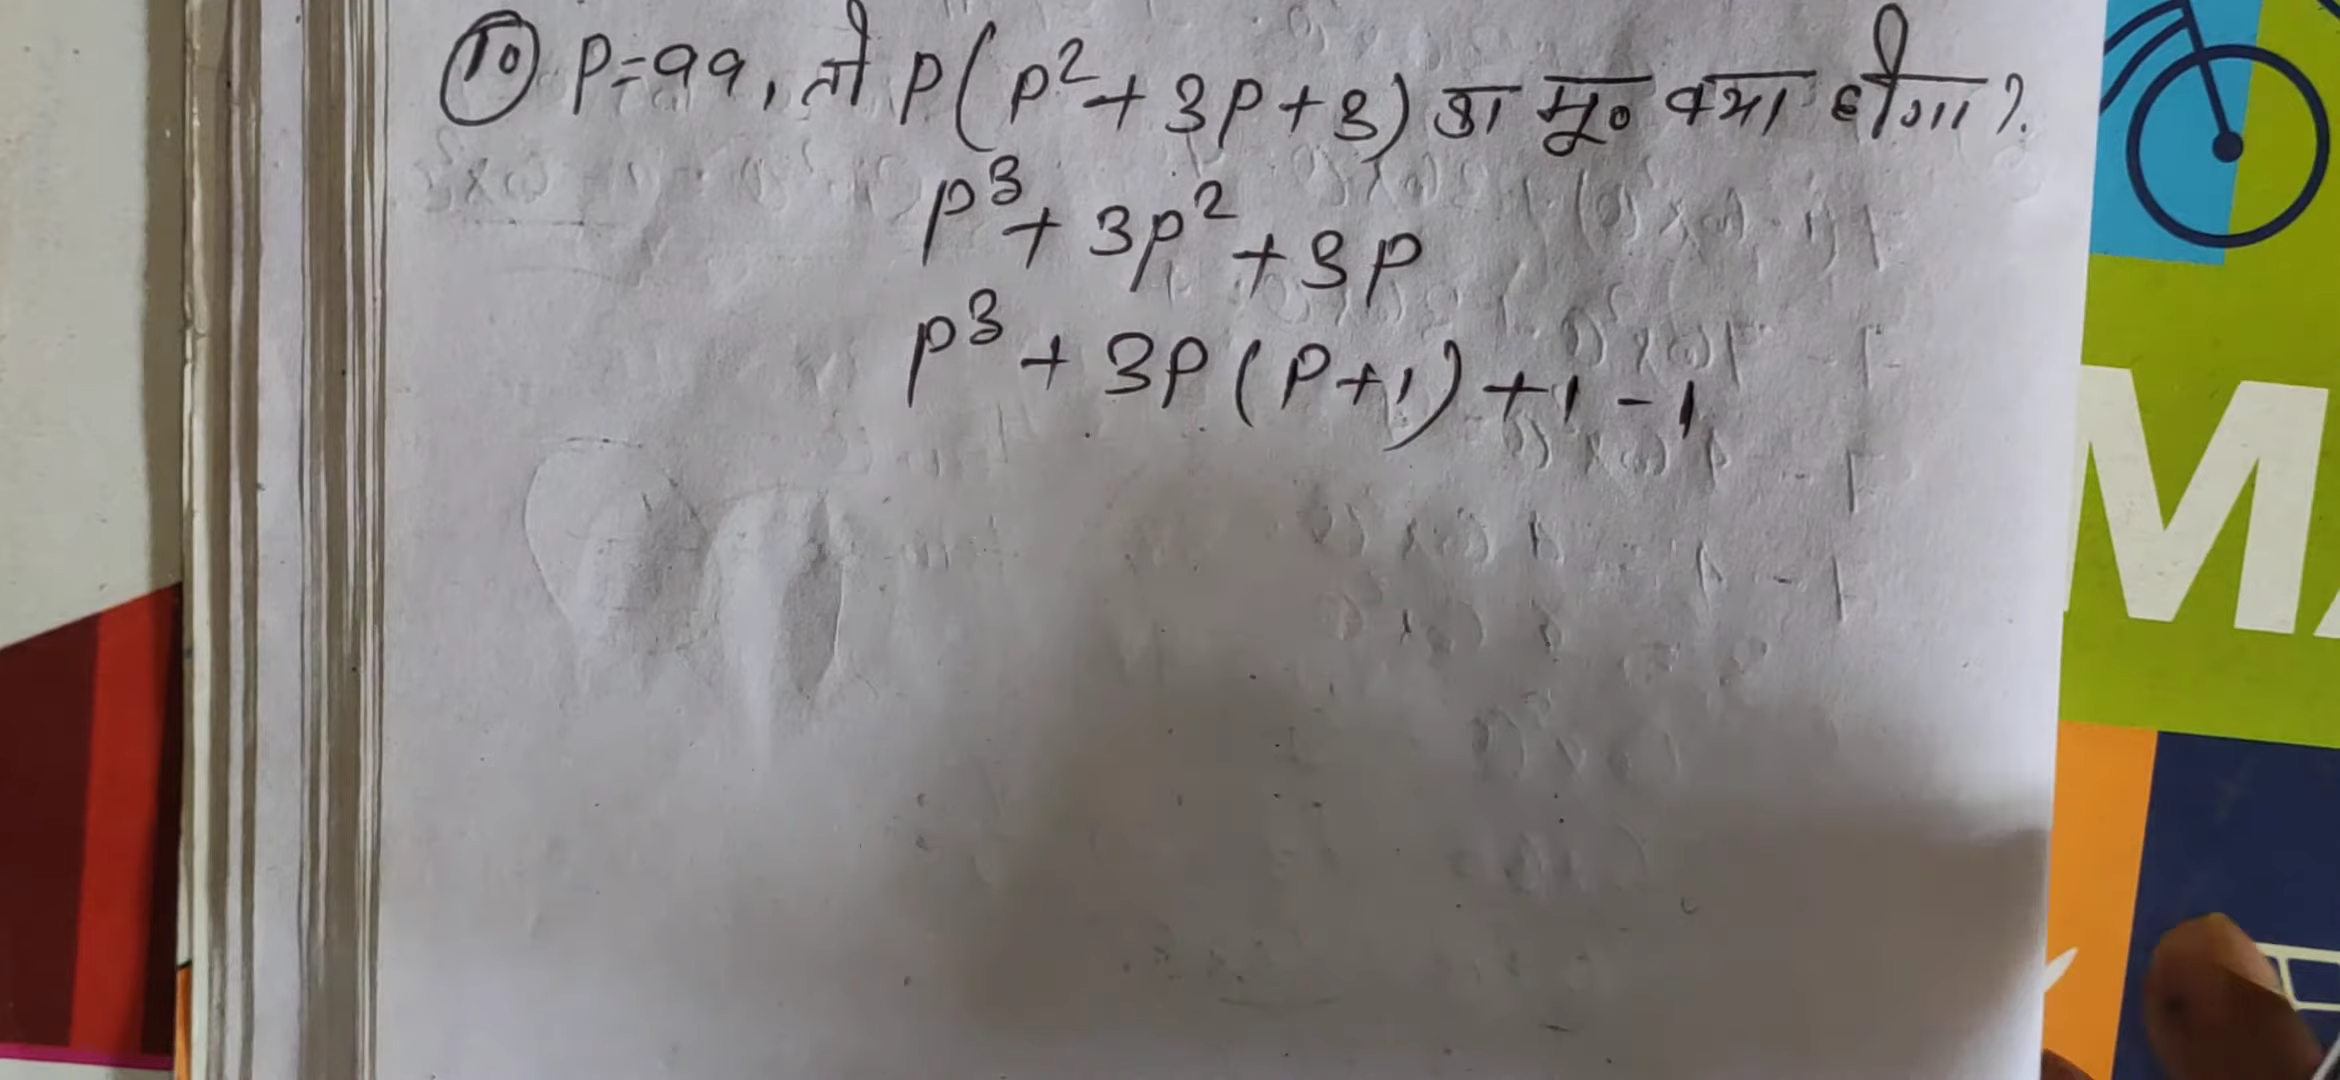 (10) P=99, तो P(P²+3P+3) का मू० क्या होगा?
P³+3P²+3P
P³+3P(P+1)+1-1
M